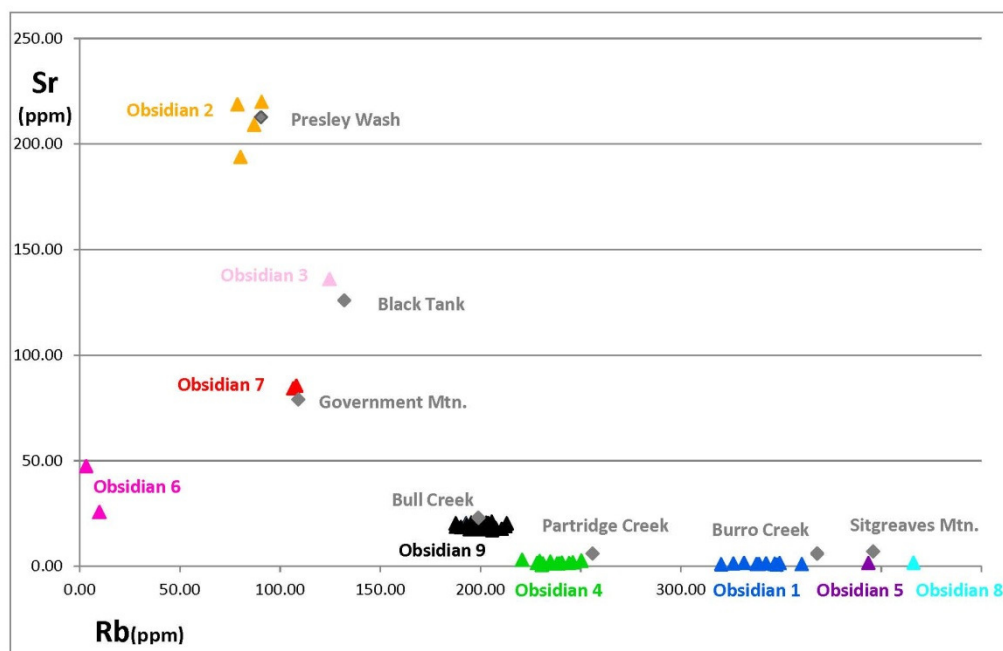 250.00
Sr
(ppm)
Obsidian 2
Presley Wash
200.00
150.00
Obsidian 3
Black Tank
100.00
Obsidian 7
Government Mtn.
50.00
Obsidian 6
Bull Creek
Partridge Creek
Burro Creek
Sitgreaves Mtn.
Obsidian 9
0.00
Obsidian 4
Obsidian 1
Obsidian 5
Obsidian 8
0.00 50.00 100.00 150.00 200.00 300.00
Rb(ppm)